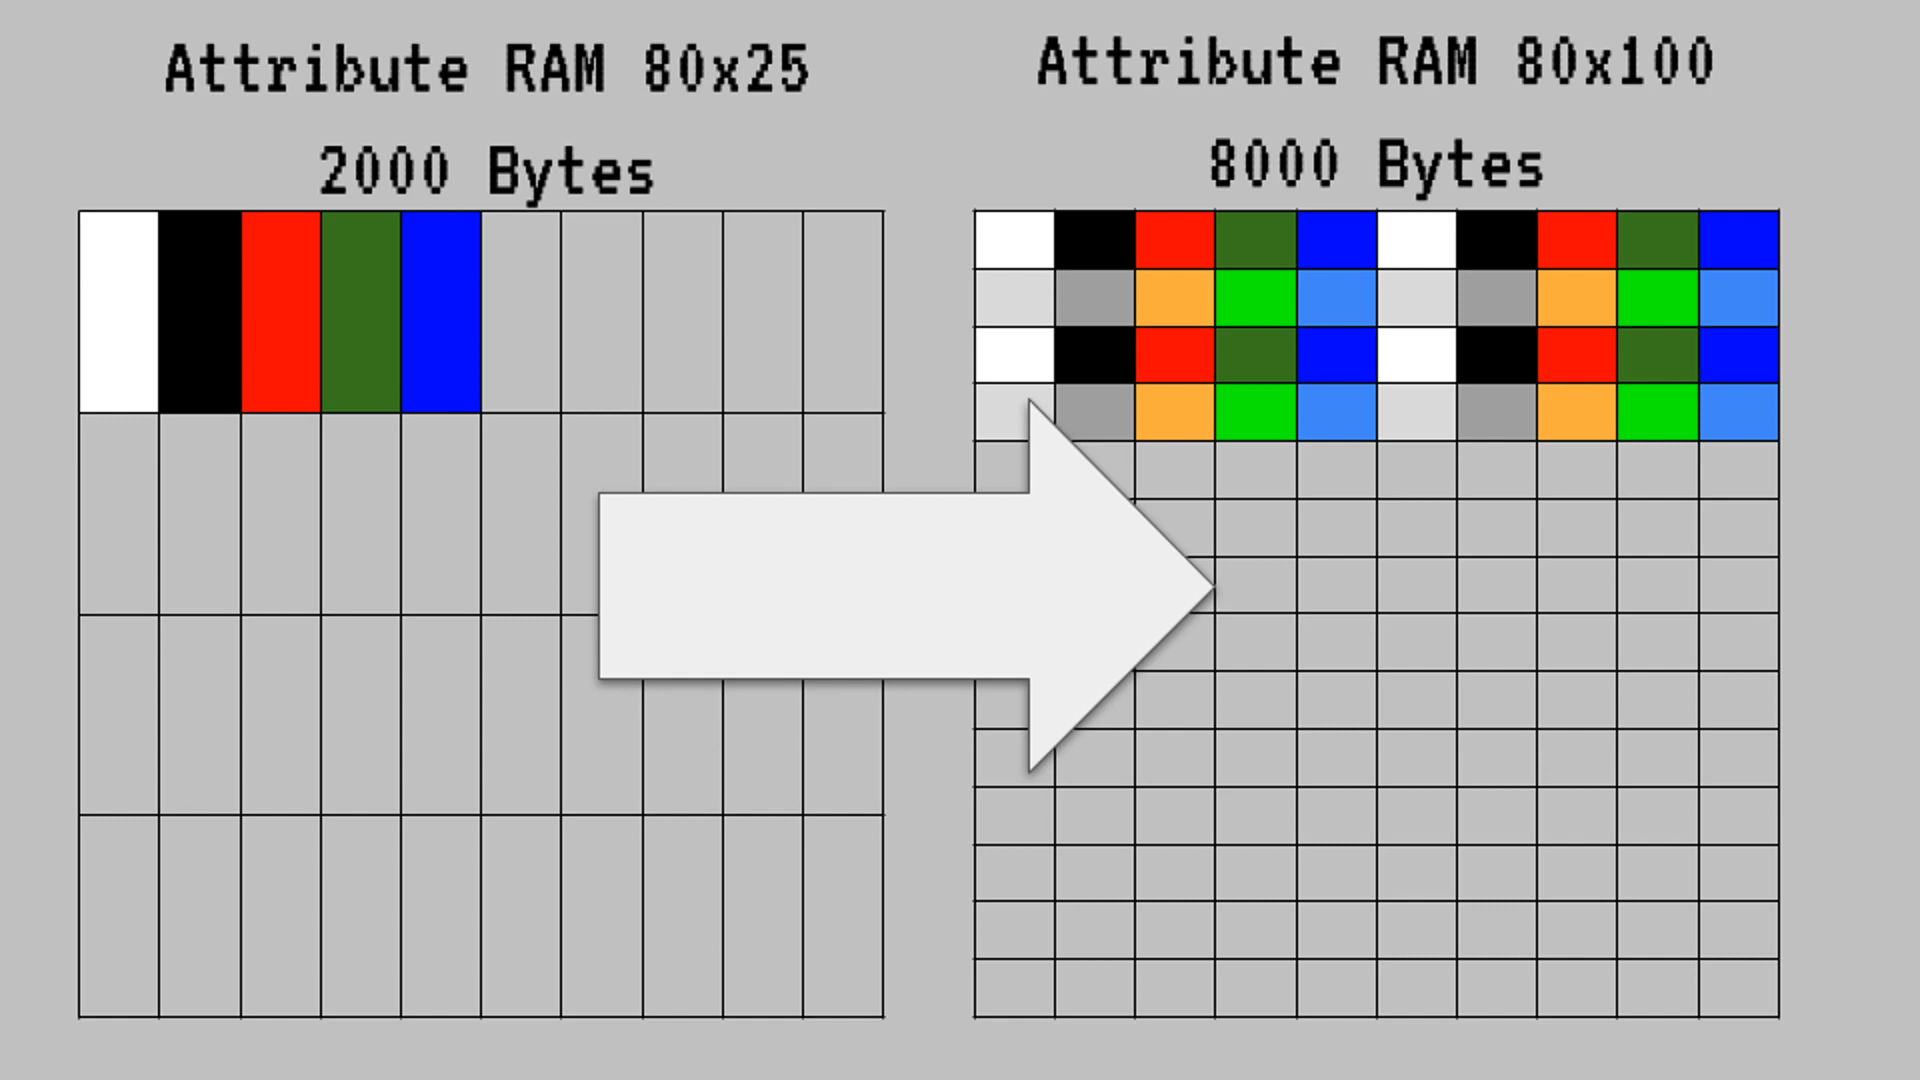 Attribute RAM 80x25
2000 Bytes
Attribute RAM 80x100
8000 Bytes